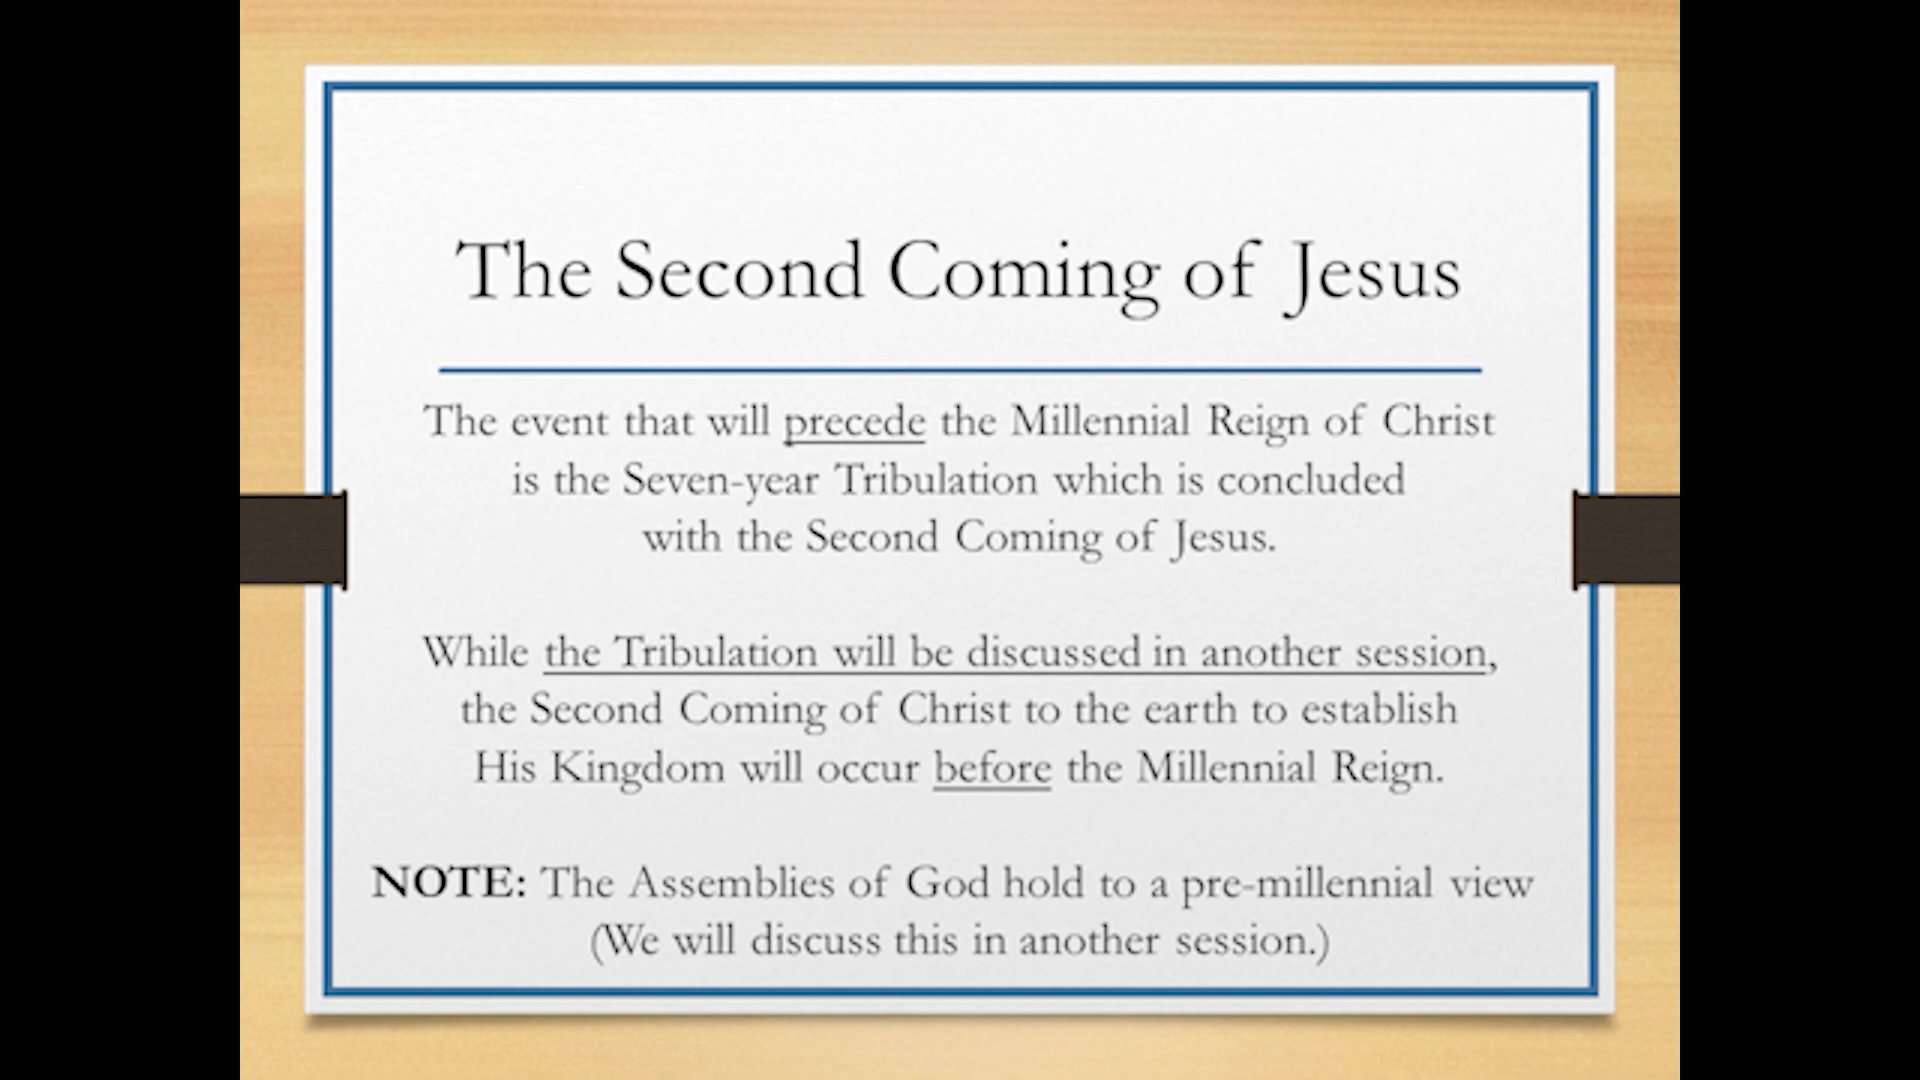 The Second Coming of Jesus
The event that will precede the Millennial Reign of Christ
is the Seven-year Tribulation which is concluded
with the Second Coming of Jesus.
While the Tribulation will be discussed in another session,
the Second Coming of Christ to the earth to establish
His Kingdom will occur before the Millennial Reign.
NOTE: The Assemblies of God hold to a pre-millennial view
(We will discuss this in another session.)